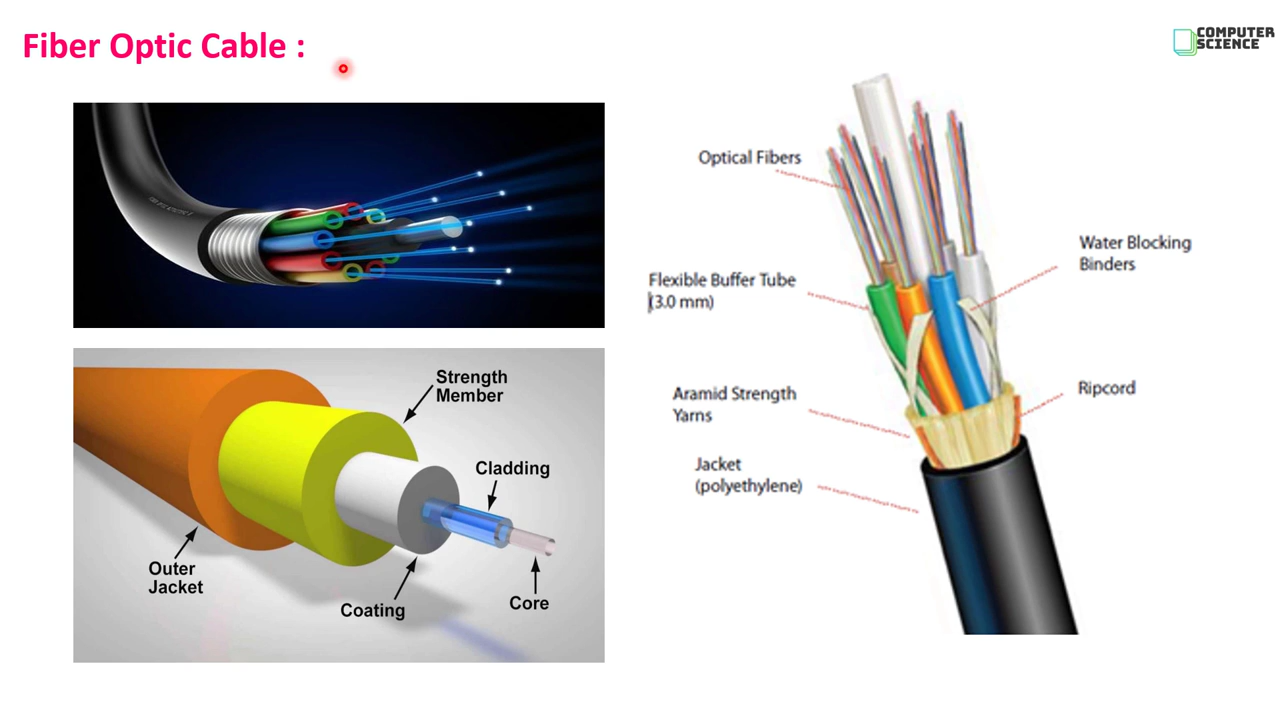 Fiber Optic Cable :
COMPUTER
SCIENCE
Strength
Member
Cladding
Outer
Jacket
Coating
Core
Optical Fibers
Water Blocking
Binders
Flexible Buffer Tube
(3.0 mm)
Aramid Strength
Yarns
Ripcord
Jacket
(polyethylene)